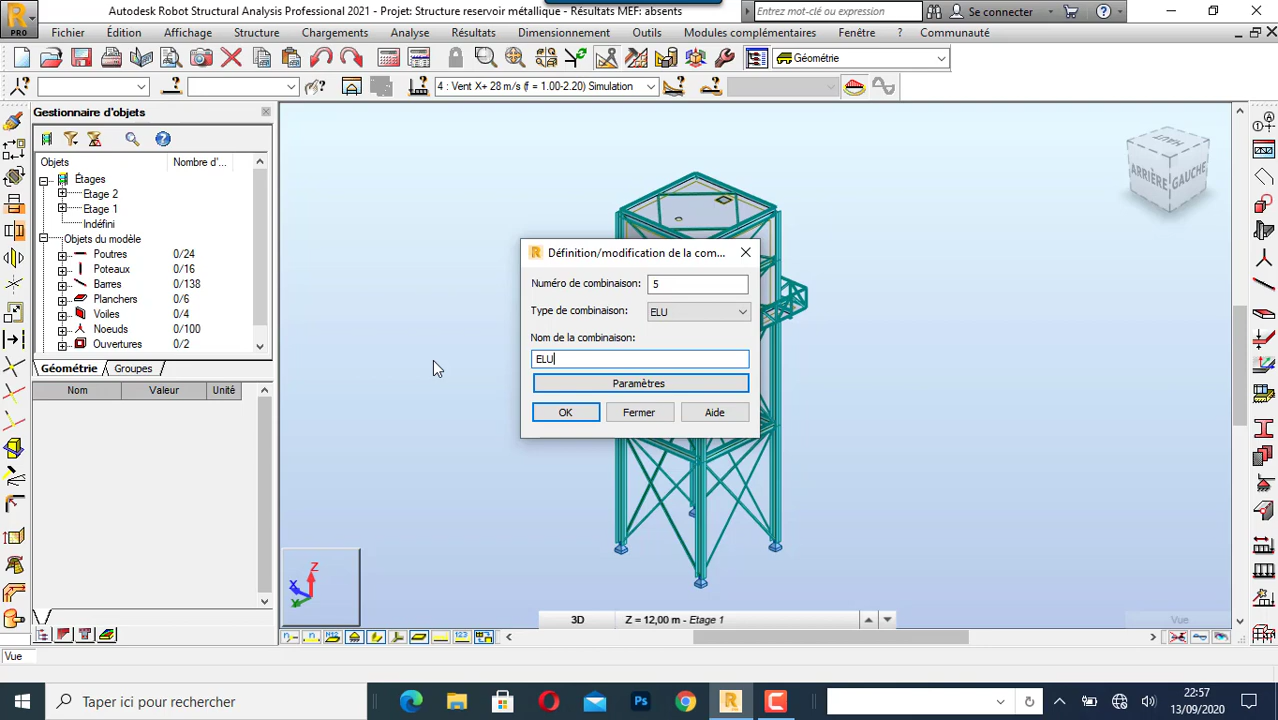 PRO
Autodesk Robot Structural Analysis Professional 2021 - Projet: Structure reservoir métallique - Résultats MEF: absents
Entrez mot-clé ou expression
Se connecter
Fichier Édition Affichage Structure Chargements Analyse Résultats Dimensionnement Outils Modules complémentaires Fenêtre ? Communauté
Géométrie
4 : Vent X+ 28 m/s (f = 1.00-2.20) Simulation
Gestionnaire d'objets
Objets Nombre d'...
Étages
Etage 2
Etage 1
Indéfini
Objets du modèle
Poutres 0/24
Poteaux 0/16
Barres 0/138
Planchers 0/6
Voiles 0/4
Noeuds 0/100
Ouvertures 0/2
Géométrie Groupes
Nom Valeur Unité
HAUT
ARRIÈRE
GAUCHE
Définition/modification de la com...
Numéro de combinaison: 5
Type de combinaison: ELU
Nom de la combinaison:
ELU
Paramètres
OK Fermer Aide
Z
X
Y
3D Z = 12,00 m - Etage 1
Vue
Vue
Taper ici pour rechercher
22:57
13/09/2020